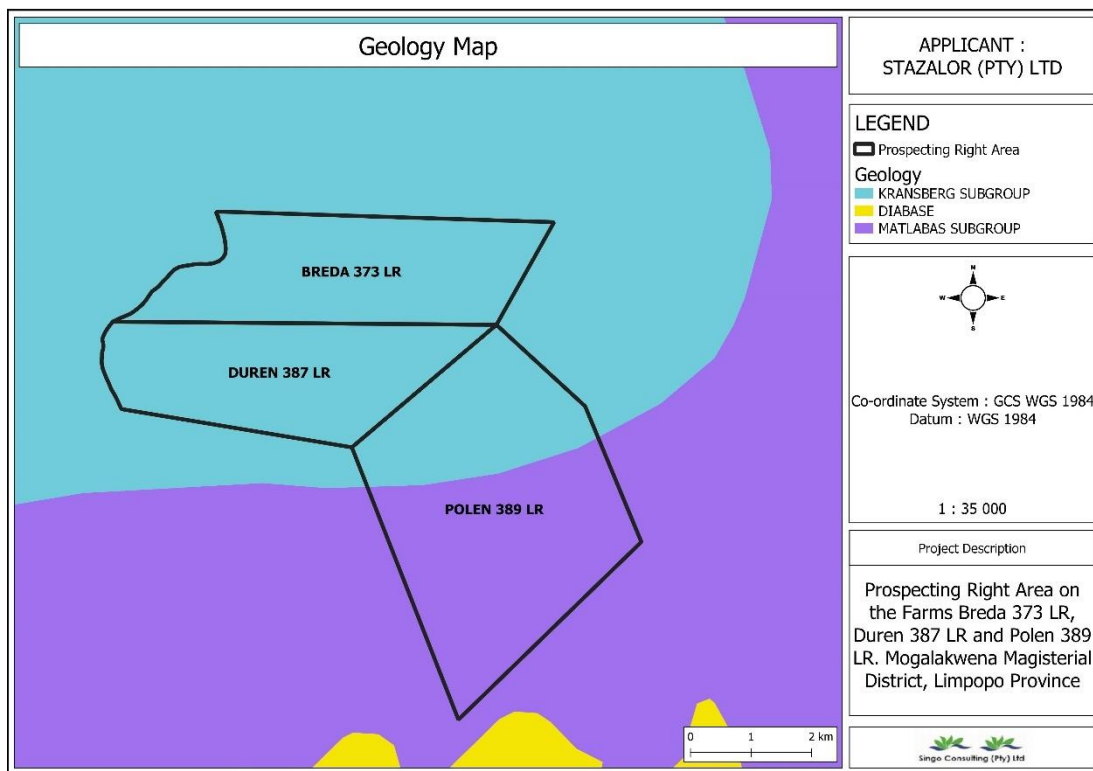 Geology Map
BREDA 373 LR
DUREN 387 LR
POLEN 389 LR
0 1 2 km
APPLICANT :
STAZALOR (PTY) LTD
LEGEND
Prospecting Right Area
Geology
KRANSBERG SUBGROUP
DIABASE
MATLABAS SUBGROUP
N
W E
S
Co-ordinate System : GCS WGS 1984
Datum : WGS 1984
1 : 35 000
Project Description
Prospecting Right Area on
the Farms Breda 373 LR,
Duren 387 LR and Polen 389
LR. Mogalakwena Magisterial
District, Limpopo Province
Singo Consulting (Pty) Ltd